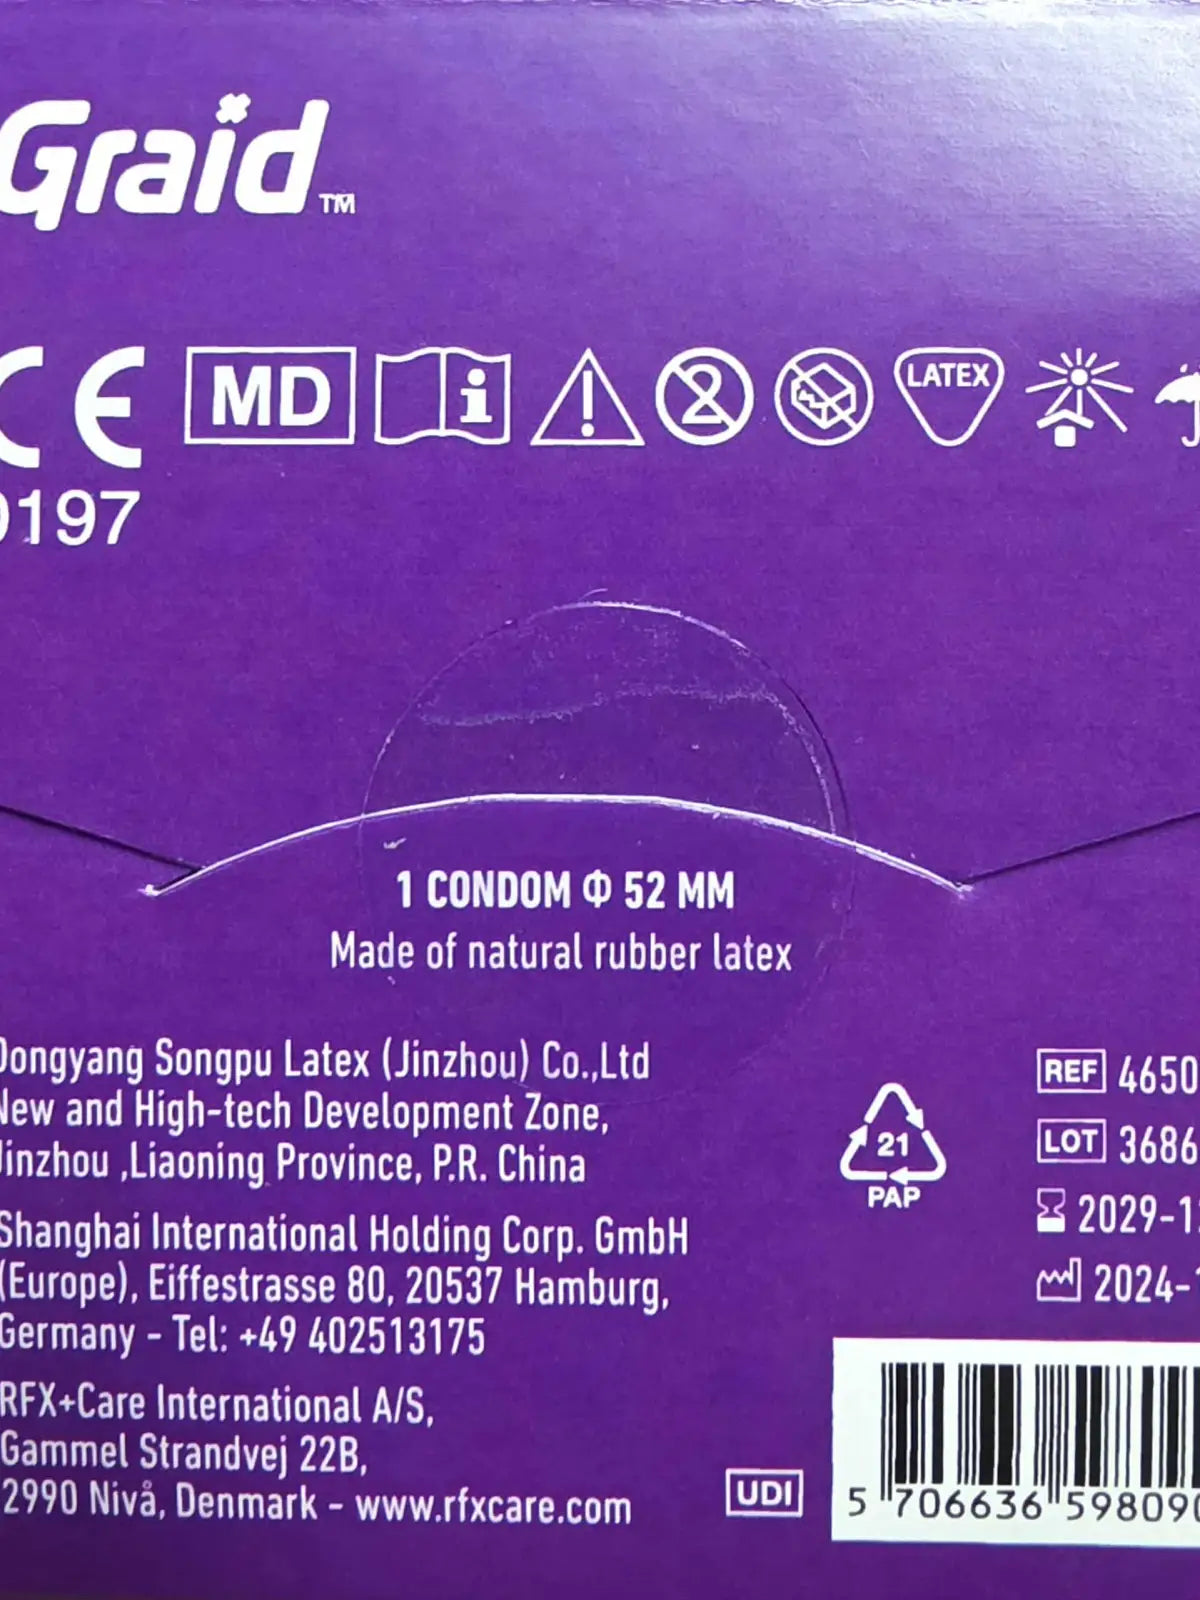 Graid™
CE
MD
LATEX
0197
1 CONDOM Φ 52 MM
Made of natural rubber latex
Dongyang Songpu Latex (Jinzhou) Co.,Ltd
New and High-tech Development Zone,
Jinzhou ,Liaoning Province, P.R. China
Shanghai International Holding Corp. GmbH
(Europe), Eiffestrasse 80, 20537 Hamburg,
Germany - Tel: +49 402513175
RFX+Care International A/S,
Gammel Strandvej 22B,
2990 Nivå, Denmark - www.rfxcare.com
21
PAP
REF 4650
LOT 3686
2029-1
2024-
UDI
5 706636 598090